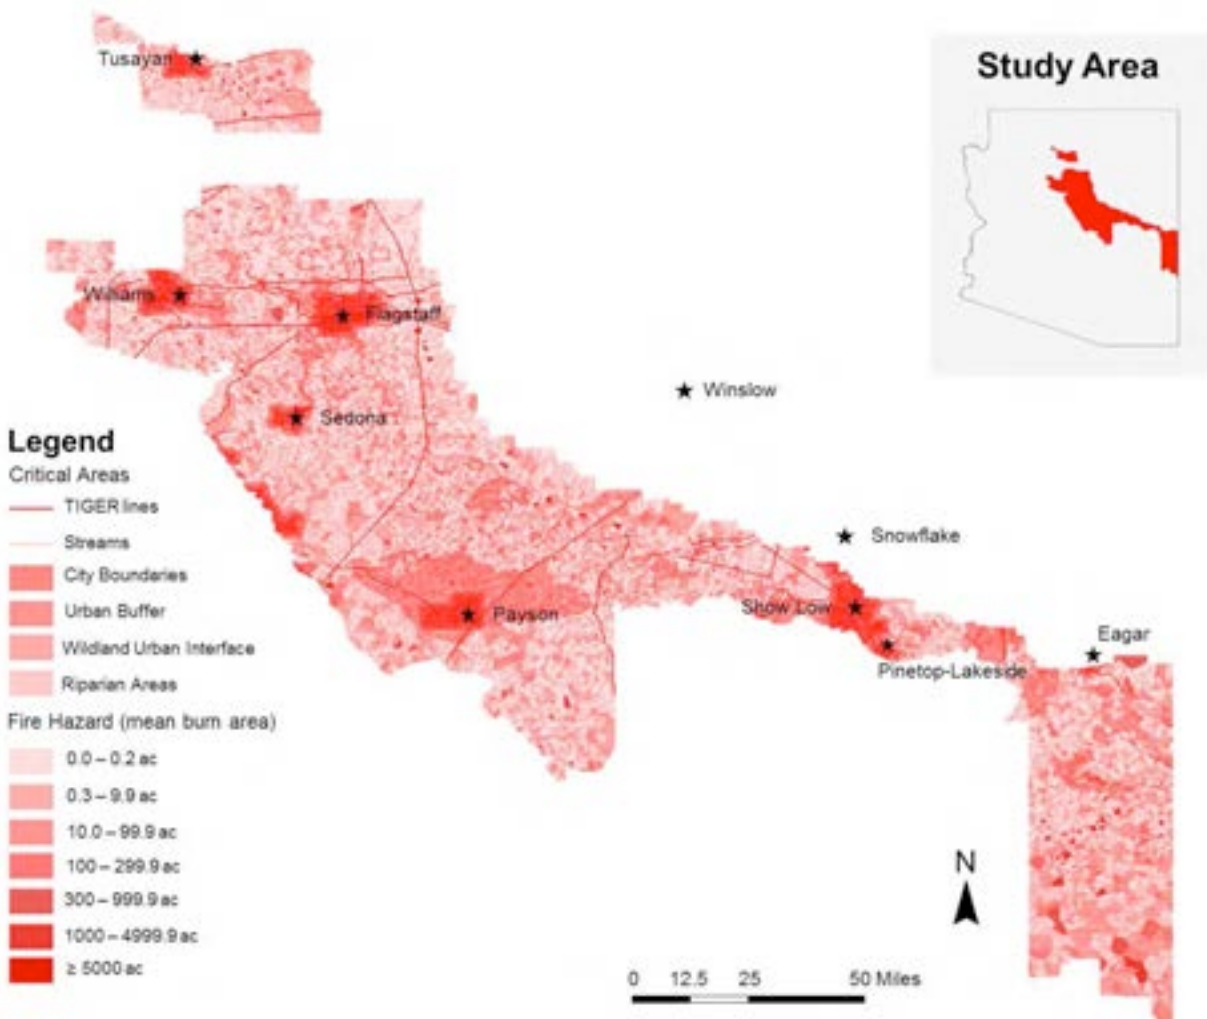 Tusayan
Study Area
Williams
Flagstaff
Winslow
Sedona
Legend
Critical Areas
TIGER lines
Streams
City Boundaries
Urban Buffer
Wildland Urban Interface
Riparian Areas
Fire Hazard (mean burn area)
0.0 – 0.2 ac
0.3 – 9.9 ac
10.0 – 99.9 ac
100 – 299.9 ac
300 – 999.9 ac
1000 – 4999.9 ac
≥ 5000 ac
Snowflake
Payson
Show Low
Eagar
Pinetop-Lakeside
N
0 12.5 25 50 Miles